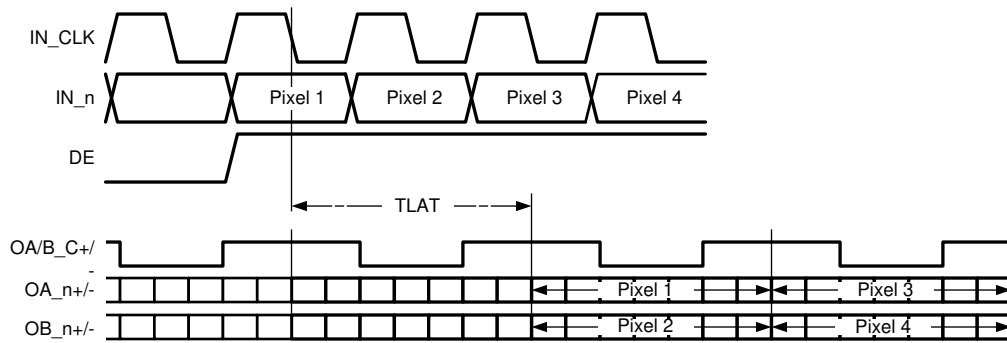 IN_CLK
IN_n
Pixel 1
Pixel 2
Pixel 3
Pixel 4
DE
TLAT
OA/B_C+/
-
OA_n+/-
Pixel 1
Pixel 3
OB_n+/-
Pixel 2
Pixel 4